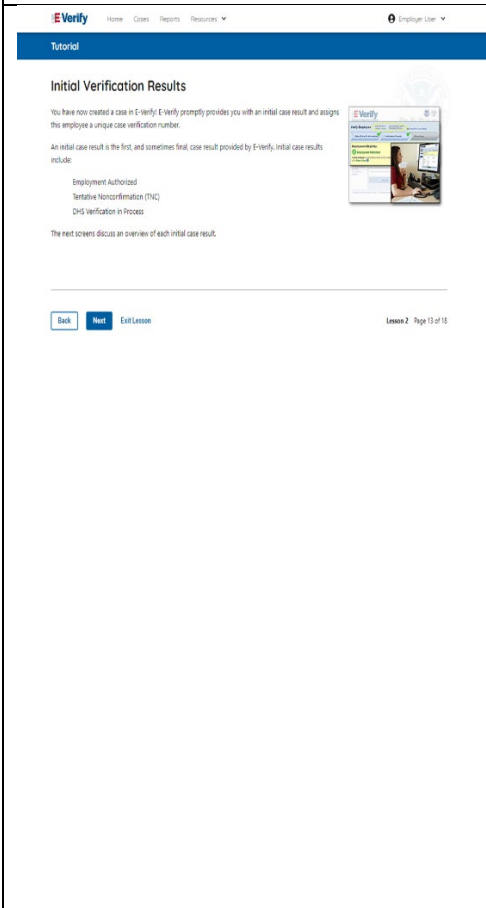 E-Verify Home Cases Reports Resources Employer User
Tutorial
Initial Verification Results
You have now created a case in E-Verify! E-Verify promptly provides you with an initial case result and assigns
this employee a unique case verification number.
An initial case result is the first, and sometimes final, case result provided by E-Verify. Initial case results
include:
Employment Authorized
Tentative Nonconfirmation (TNC)
DHS Verification in Process
The next screens discuss an overview of each initial case result.
E-Verify
Back Next Exit Lesson Lesson 2 Page 13 of 18